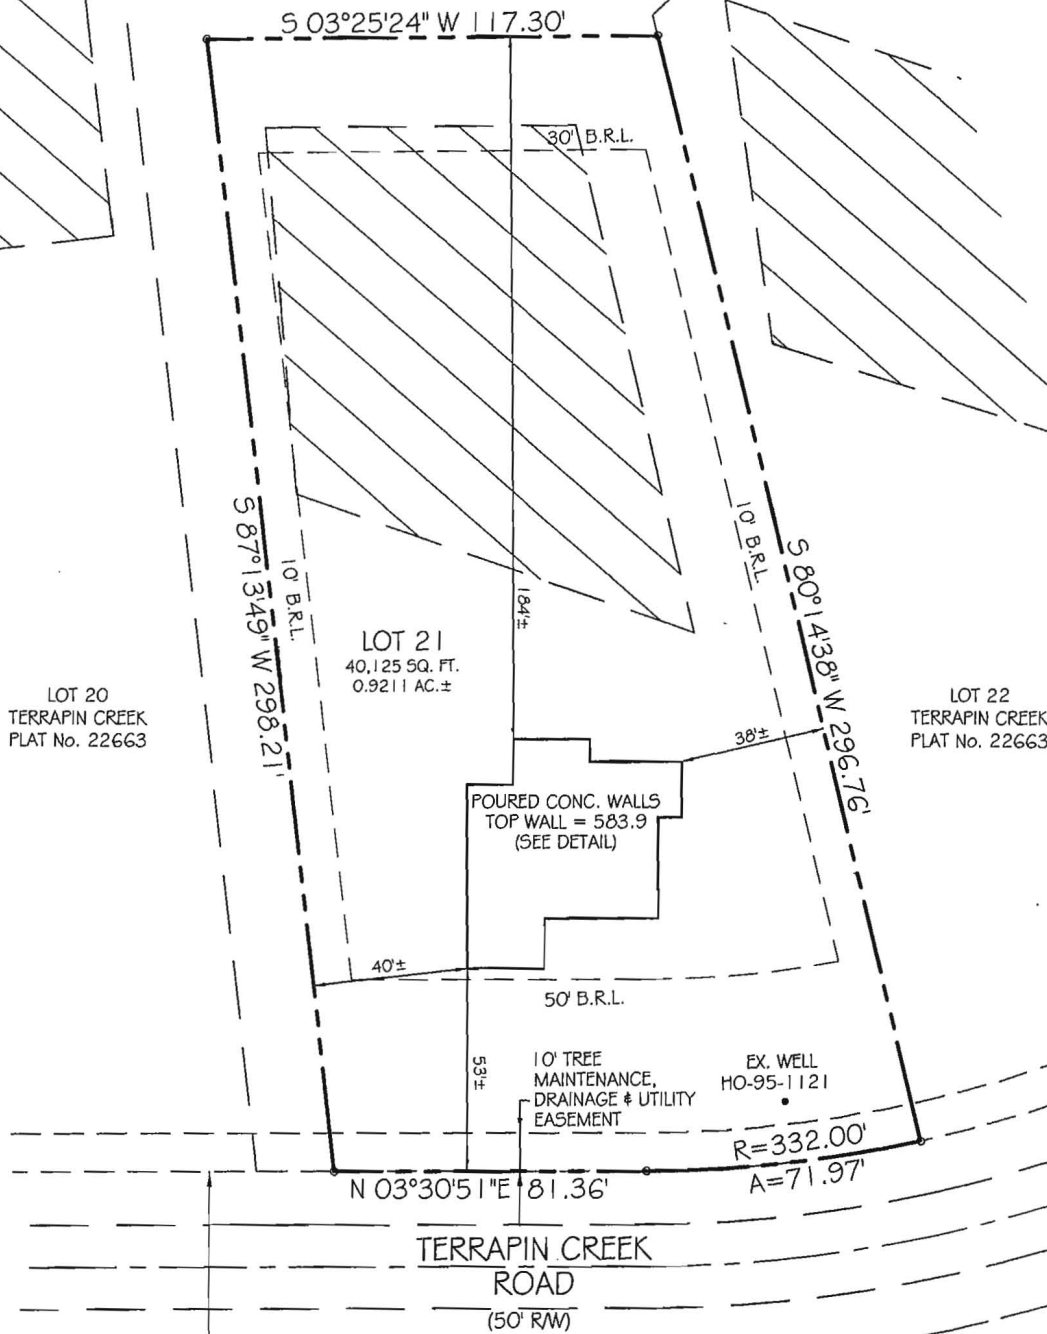 S 03°25'24" W 117.30'
30' B.R.L.
S 87°13'49" W 298.21'
10' B.R.L.
10' B.R.L.
S 80°14'38" W 296.76'
184'±
LOT 21
40,125 SQ. FT.
0.9211 AC.±
LOT 20
TERRAPIN CREEK
PLAT No. 22663
LOT 22
TERRAPIN CREEK
PLAT No. 22663
38'±
POURED CONC. WALLS
TOP WALL = 583.9
(SEE DETAIL)
40'±
50' B.R.L.
53'±
10' TREE
MAINTENANCE,
DRAINAGE & UTILITY
EASEMENT
EX. WELL
HO-95-1121
R=332.00'
A=71.97'
N 03°30'51"E 81.36'
TERRAPIN CREEK
ROAD
(50' R/W)